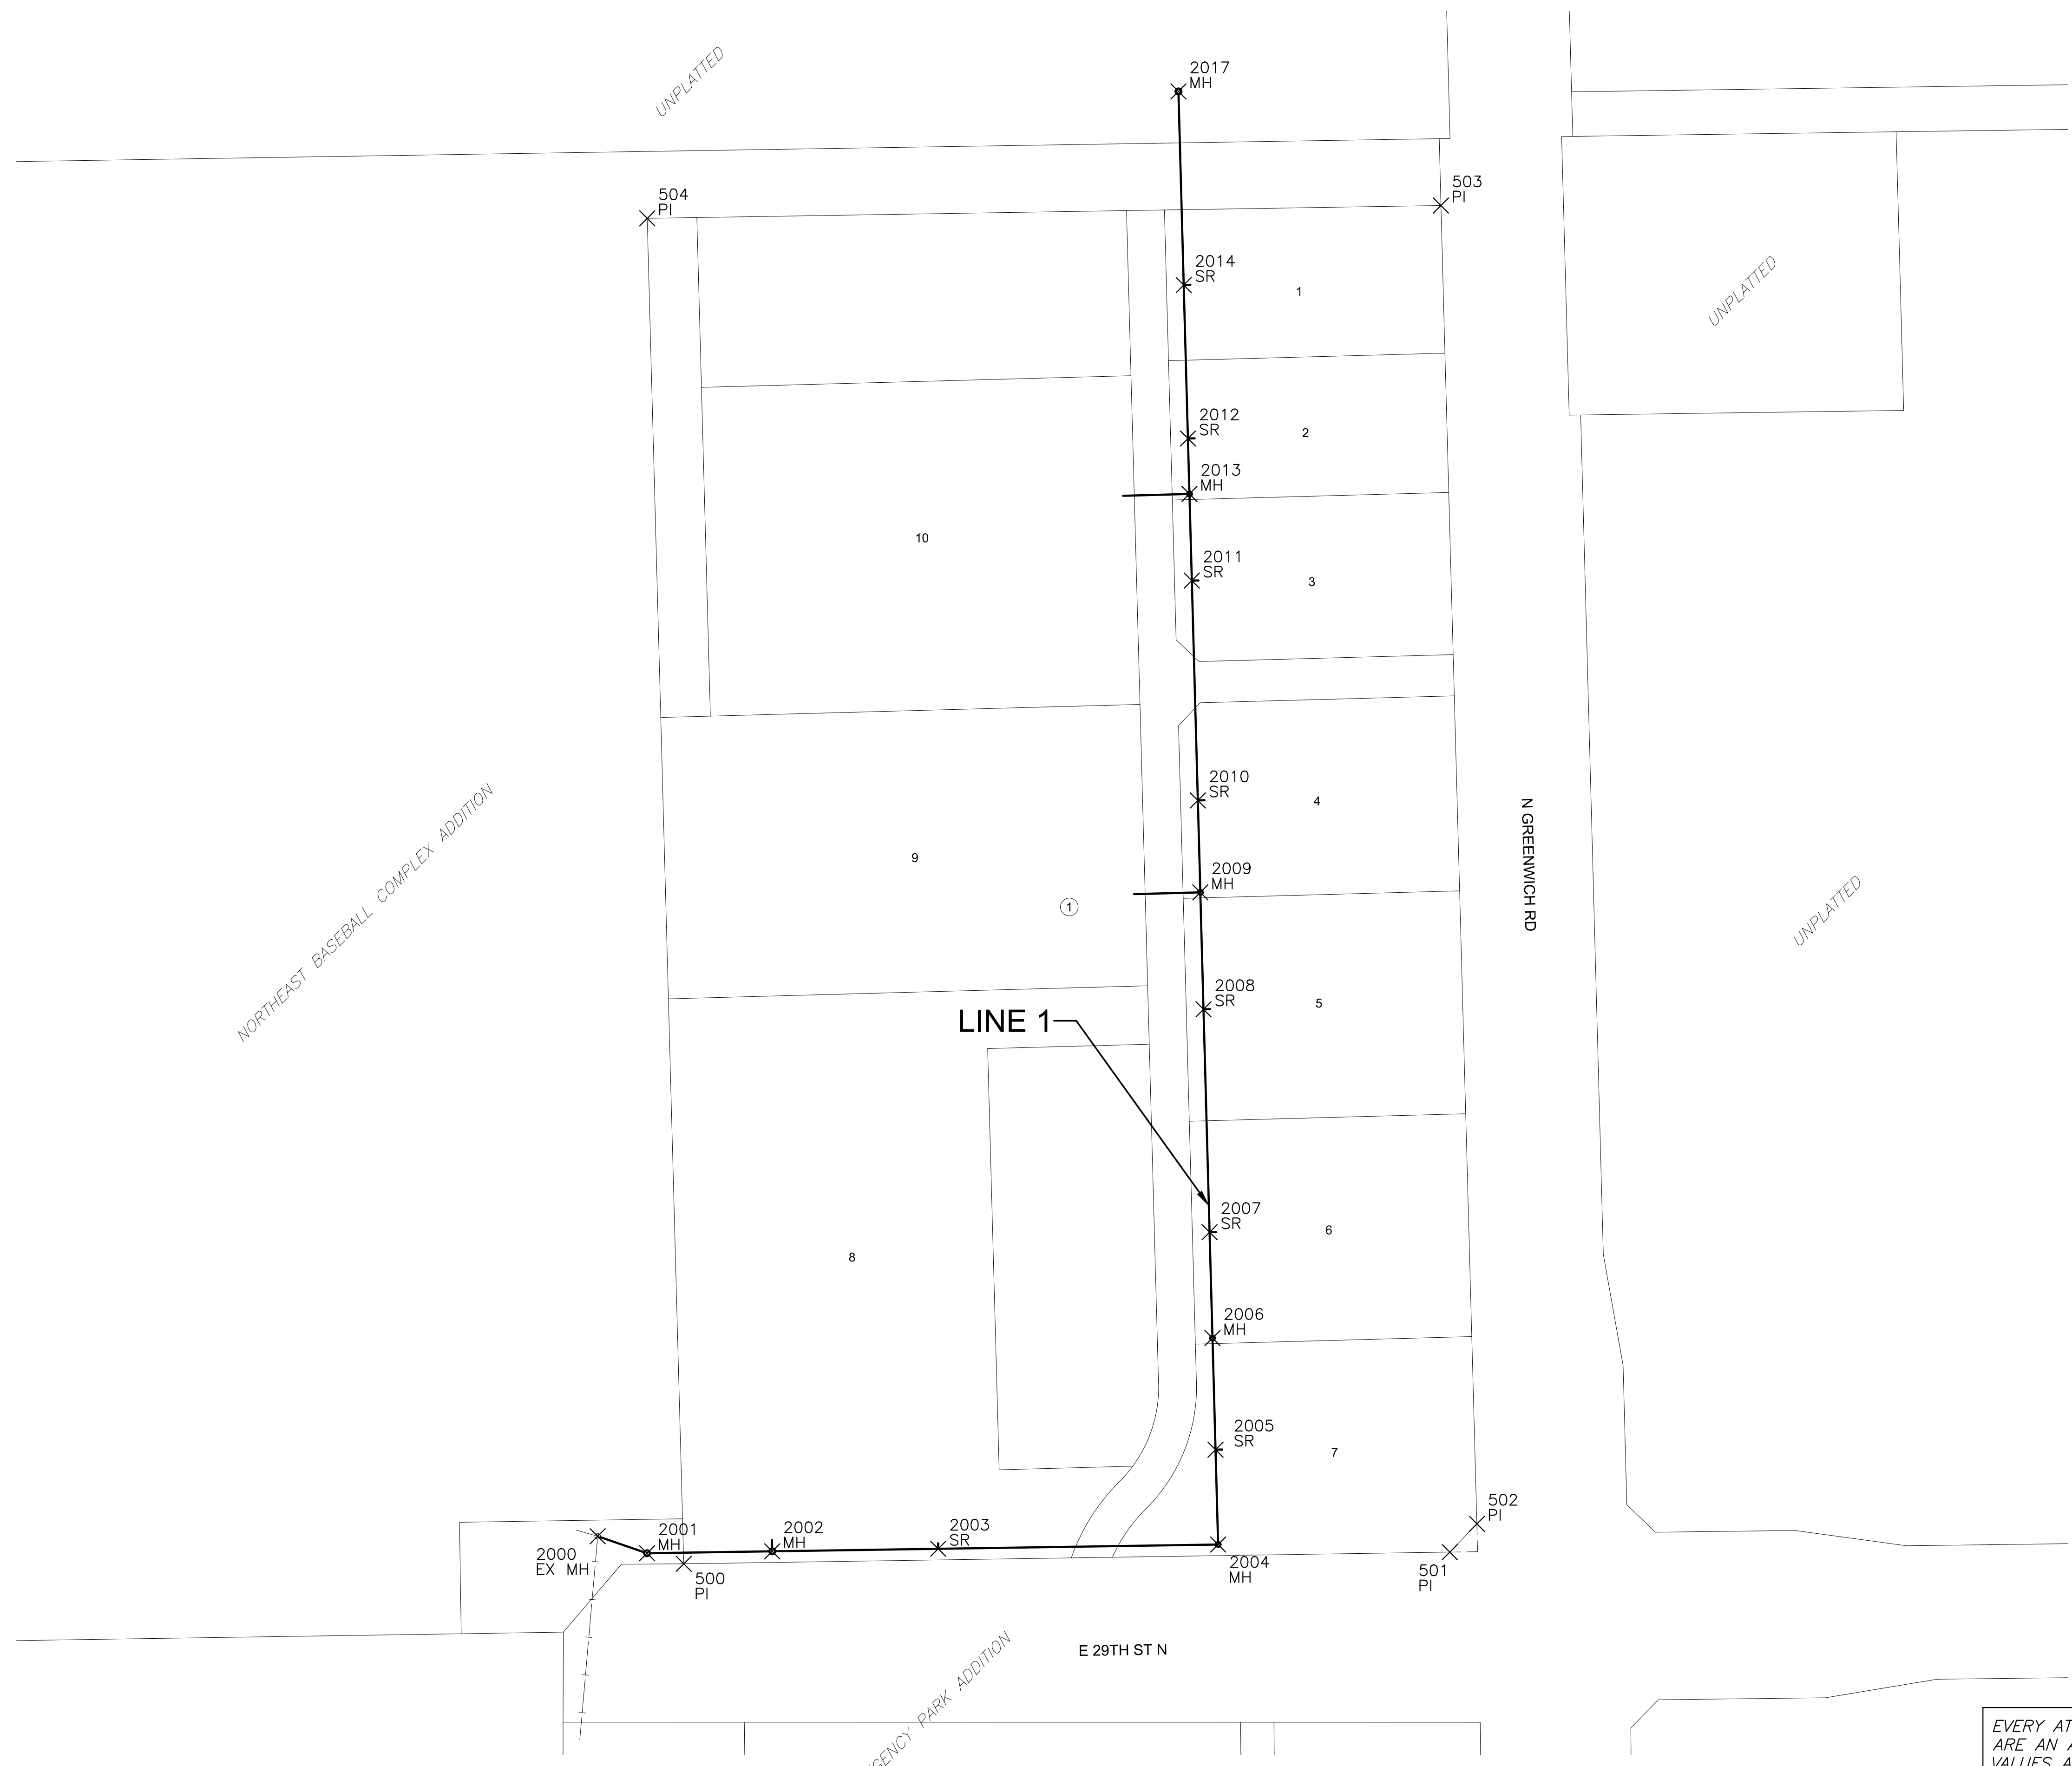 2017
MH
UNPLATTED
504
PI
503
PI
2014
SR
1
UNPLATTED
2012
SR
2
2013
MH
10
2011
SR
3
2010
SR
4
N GREENWICH RD
9
2009
MH
1
NORTHEAST BASEBALL COMPLEX ADDITION
UNPLATTED
2008
SR
5
LINE 1
2007
SR
6
8
2006
MH
2005
SR
7
502
PI
2001
MH
2002
MH
2003
SR
2000
EX MH
500
PI
2004
MH
501
PI
E 29TH ST N
PARK ADDITION
EVERY
ARE AN
VALUES